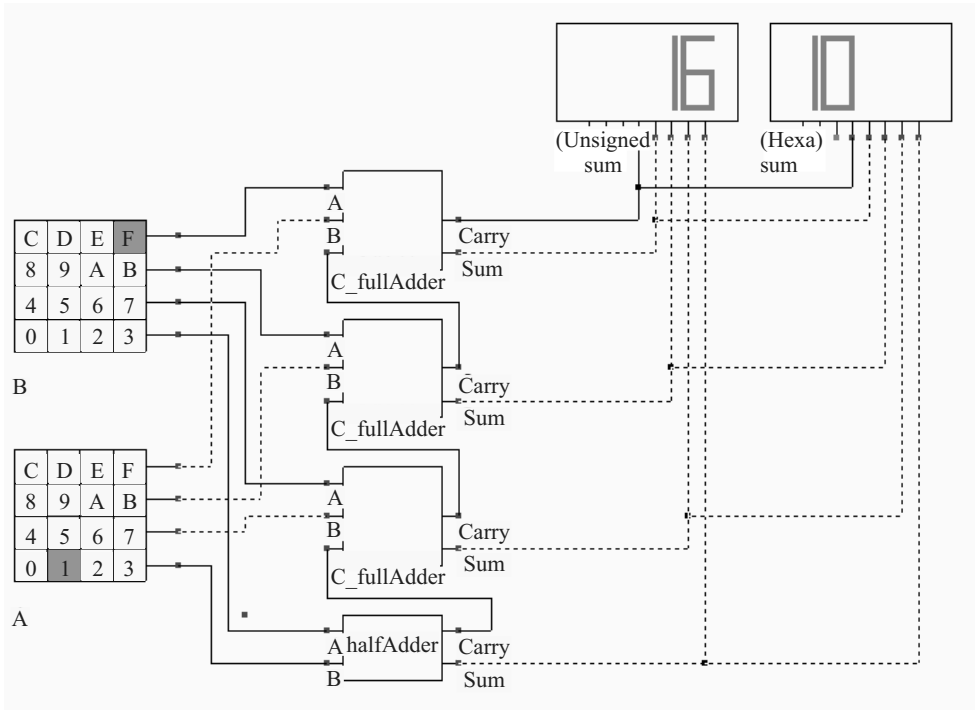 16
10
(Unsigned
sum
(Hexa)
sum
A
B
C_fullAdder
Carry
Sum
C D E F
8 9 A B
4 5 6 7
0 1 2 3
B
A
B
C_fullAdder
Carry
Sum
C D E F
8 9 A B
4 5 6 7
0 1 2 3
A
A
B
C_fullAdder
Carry
Sum
A
B
halfAdder
Carry
Sum